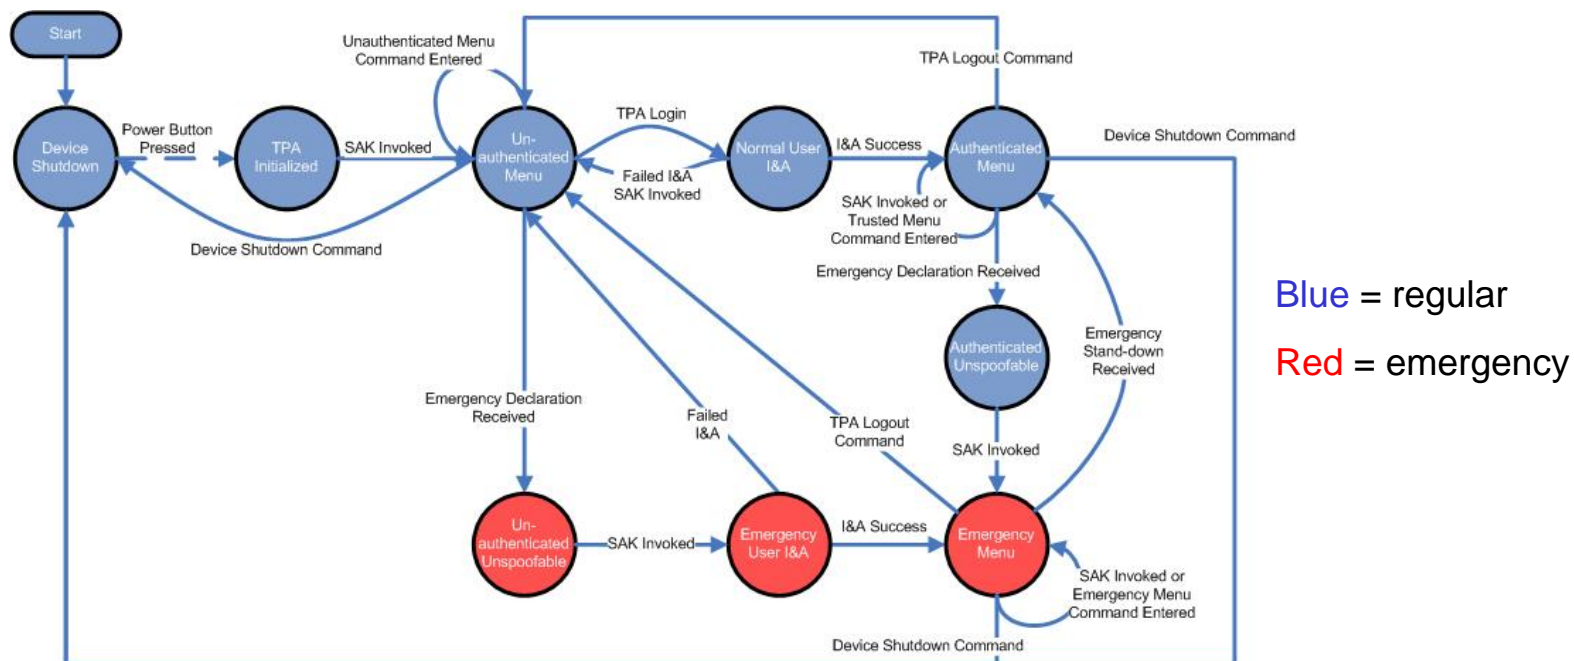 Start
Unauthenticated Menu
Command Entered
TPA Logout Command
Device
Shutdown
Power Button
Pressed
TPA
Initialized
SAK Invoked
Un-
authenticated
Menu
TPA Login
Failed I&A
SAK Invoked
Normal User
I&A
I&A Success
Authenticated
Menu
Device Shutdown Command
SAK Invoked or
Trusted Menu
Command Entered
Device Shutdown Command
Emergency Declaration Received
Authenticated
Unspoofable
Emergency
Stand-down
Received
Blue = regular
Red = emergency
Emergency Declaration
Received
Failed
I&A
TPA Logout
Command
SAK Invoked
Un-
authenticated
Unspoofable
SAK Invoked
Emergency
User I&A
I&A Success
Emergency
Menu
SAK Invoked or
Emergency Menu
Command Entered
Device Shutdown Command